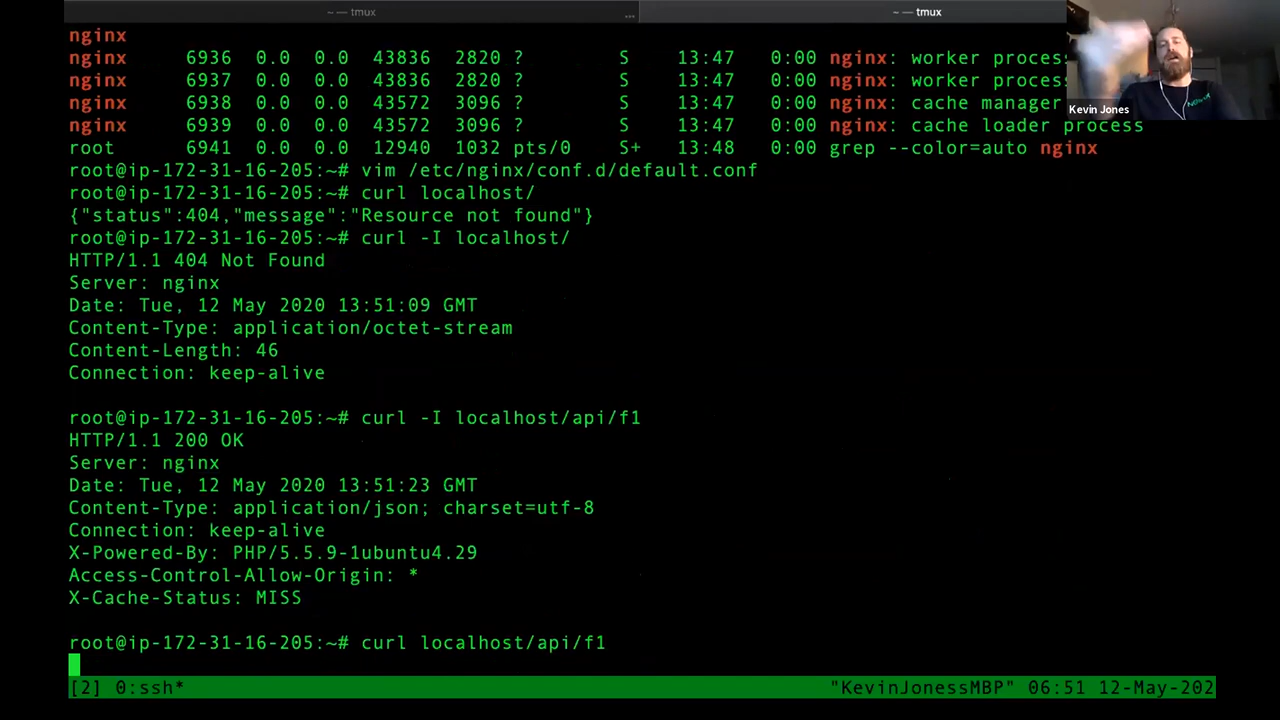 ~ — tmux
~ — tmux
nginx
nginx 6936 0.0 0.0 43836 2820 ? S 13:47 0:00 nginx: worker process
nginx 6937 0.0 0.0 43836 2820 ? S 13:47 0:00 nginx: worker process
nginx 6938 0.0 0.0 43572 3096 ? S 13:47 0:00 nginx: cache manager
Kevin Jones
nginx 6939 0.0 0.0 43572 3096 ? S 13:47 0:00 nginx: cache loader process
root 6941 0.0 0.0 12940 1032 pts/0 S+ 13:48 0:00 grep --color=auto nginx
root@ip-172-31-16-205:~# vim /etc/nginx/conf.d/default.conf
root@ip-172-31-16-205:~# curl localhost/
{"status":404,"message":"Resource not found"}
root@ip-172-31-16-205:~# curl -I localhost/
HTTP/1.1 404 Not Found
Server: nginx
Date: Tue, 12 May 2020 13:51:09 GMT
Content-Type: application/octet-stream
Content-Length: 46
Connection: keep-alive
root@ip-172-31-16-205:~# curl -I localhost/api/f1
HTTP/1.1 200 OK
Server: nginx
Date: Tue, 12 May 2020 13:51:23 GMT
Content-Type: application/json; charset=utf-8
Connection: keep-alive
X-Powered-By: PHP/5.5.9-1ubuntu4.29
Access-Control-Allow-Origin: *
X-Cache-Status: MISS
root@ip-172-31-16-205:~# curl localhost/api/f1
[2] 0:ssh* "KevinJonessMBP" 06:51 12-May-202